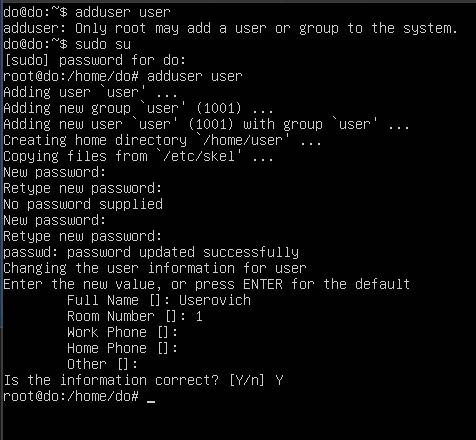 do@do:~$ adduser user
adduser: Only root may add a user or group to the system.
do@do:~$ sudo su
[sudo] password for do:
root@do:/home/do# adduser user
Adding user `user' ...
Adding new group `user' (1001) ...
Adding new user `user' (1001) with group `user' ...
Creating home directory `/home/user' ...
Copying files from `/etc/skel' ...
New password:
Retype new password:
No password supplied
New password:
Retype new password:
passwd: password updated successfully
Changing the user information for user
Enter the new value, or press ENTER for the default
Full Name []: Userovich
Room Number []: 1
Work Phone []:
Home Phone []:
Other []:
Is the information correct? [Y/n] Y
root@do:/home/do# _